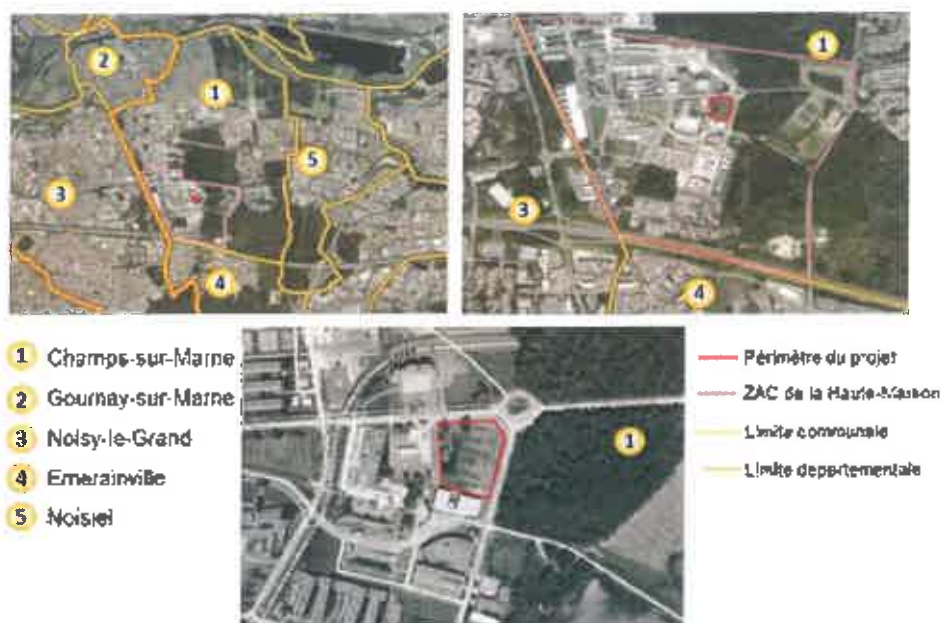 2
1
3
5
4
1
3
4
1
1 Champs-sur-Marne
2 Gournay-sur-Marne
3 Noisy-le-Grand
4 Emerainville
5 Noisiel
Périmètre du projet
ZAC de la Haute-Maison
Limite communale
Limite departementale